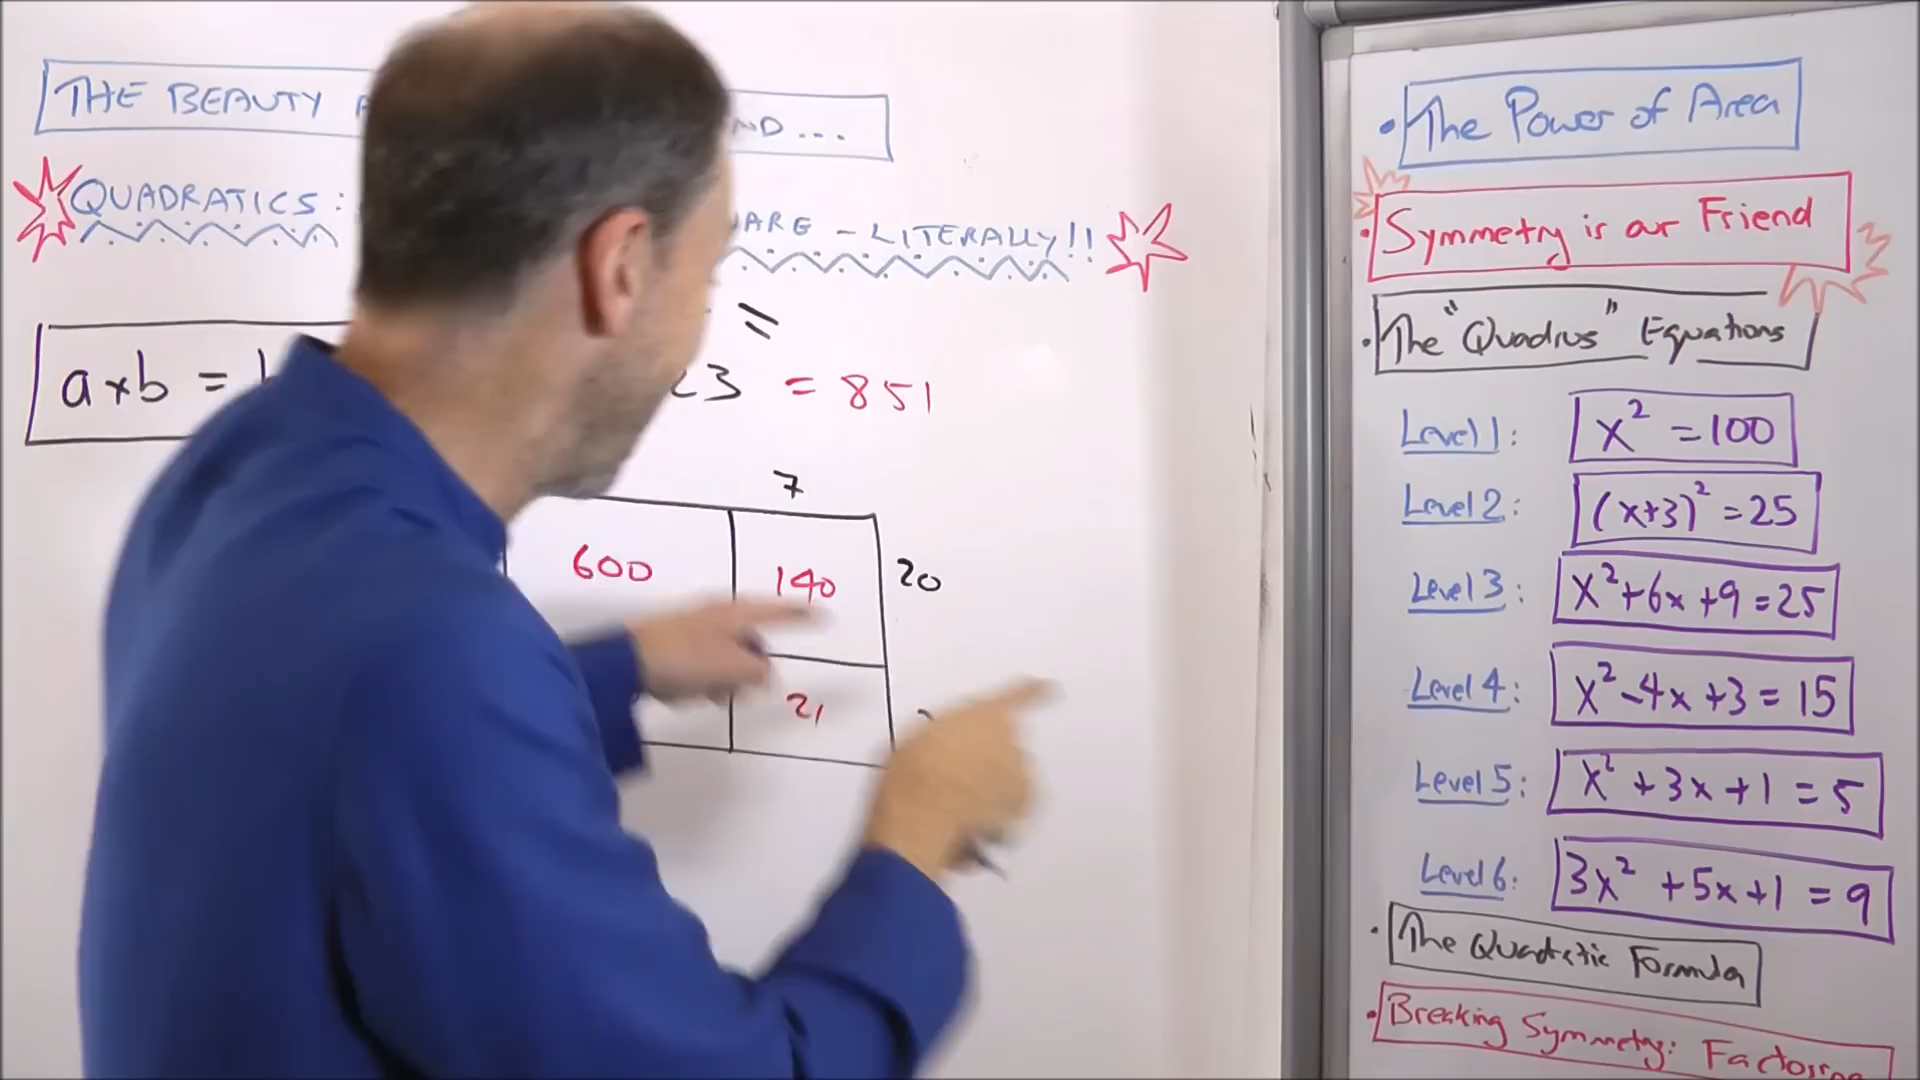 THE BEAUTY
ND...
QUADRATICS:
ARE - LITERALLY!!
=
a×b =
23 = 851
7
600
140
20
21
• The Power of Area
• Symmetry is our Friend
• The "Quadrus" Equations
Level 1: x² = 100
Level 2: (x+3)² = 25
Level 3: x²+6x+9 = 25
Level 4: x²-4x+3 = 15
Level 5: x²+3x+1 = 5
Level 6: 3x²+5x+1 = 9
• The Quadratic Formula
• Breaking Symmetry: Factoring